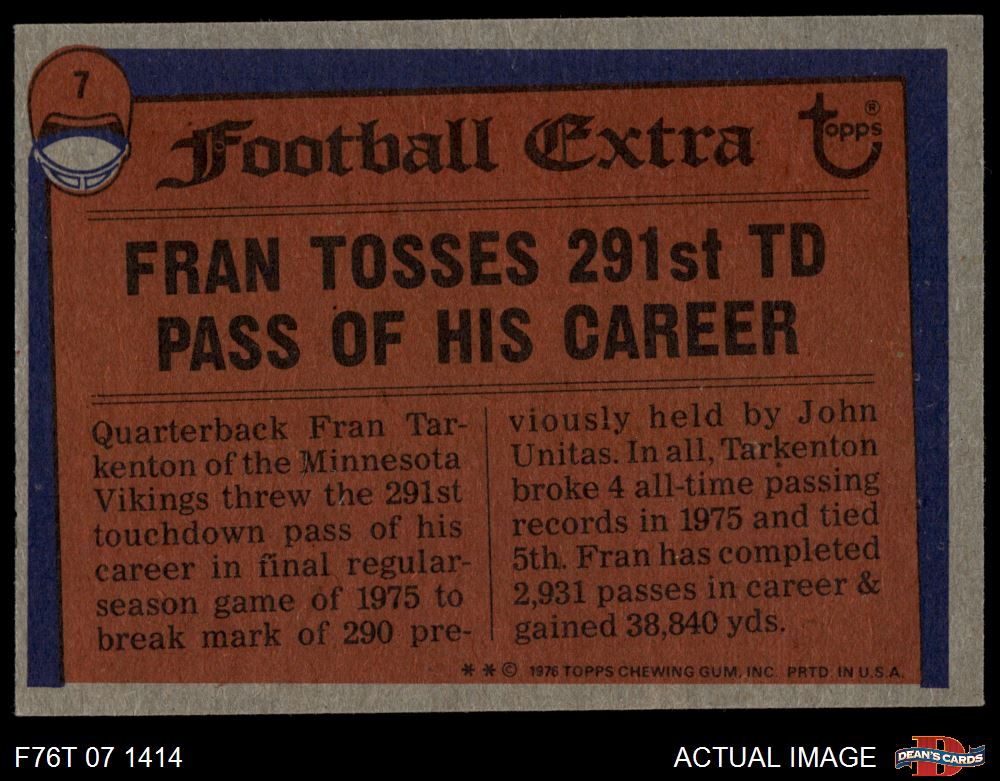 7
Football Extra
Topps ®
FRAN TOSSES 291st TD
PASS OF HIS CAREER
Quarterback Fran Tar-
kenton of the Minnesota
Vikings threw the 291st
touchdown pass of his
career in final regular-
season game of 1975 to
break mark of 290 pre-
viously held by John
Unitas. In all, Tarkenton
broke 4 all-time passing
records in 1975 and tied
5th. Fran has completed
2,931 passes in career &
gained 38,840 yds.
* * © 1976 TOPPS CHEWING GUM, INC. PRTD. IN U.S.A.
F76T 07 1414
ACTUAL IMAGE
D
DEAN'S CARDS